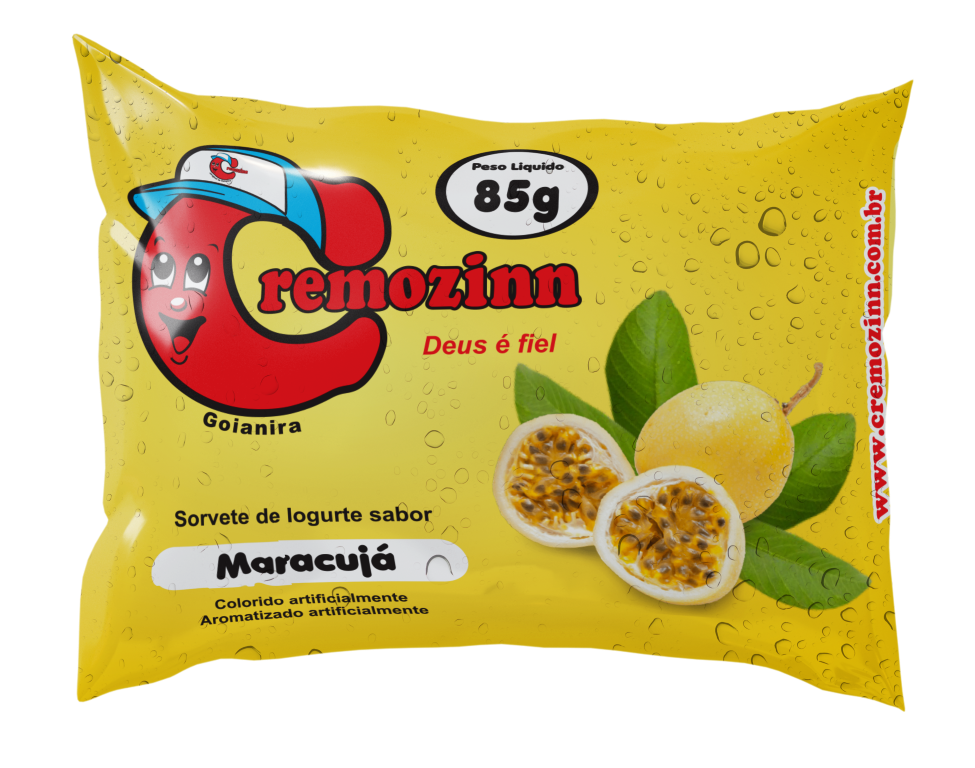 Peso Liquido
85g
Cremozinn
Deus é fiel
Goianira
www.cremozinn.com.br
Sorvete de Iogurte sabor
Maracujá
Colorido artificialmente
Aromatizado artificialmente